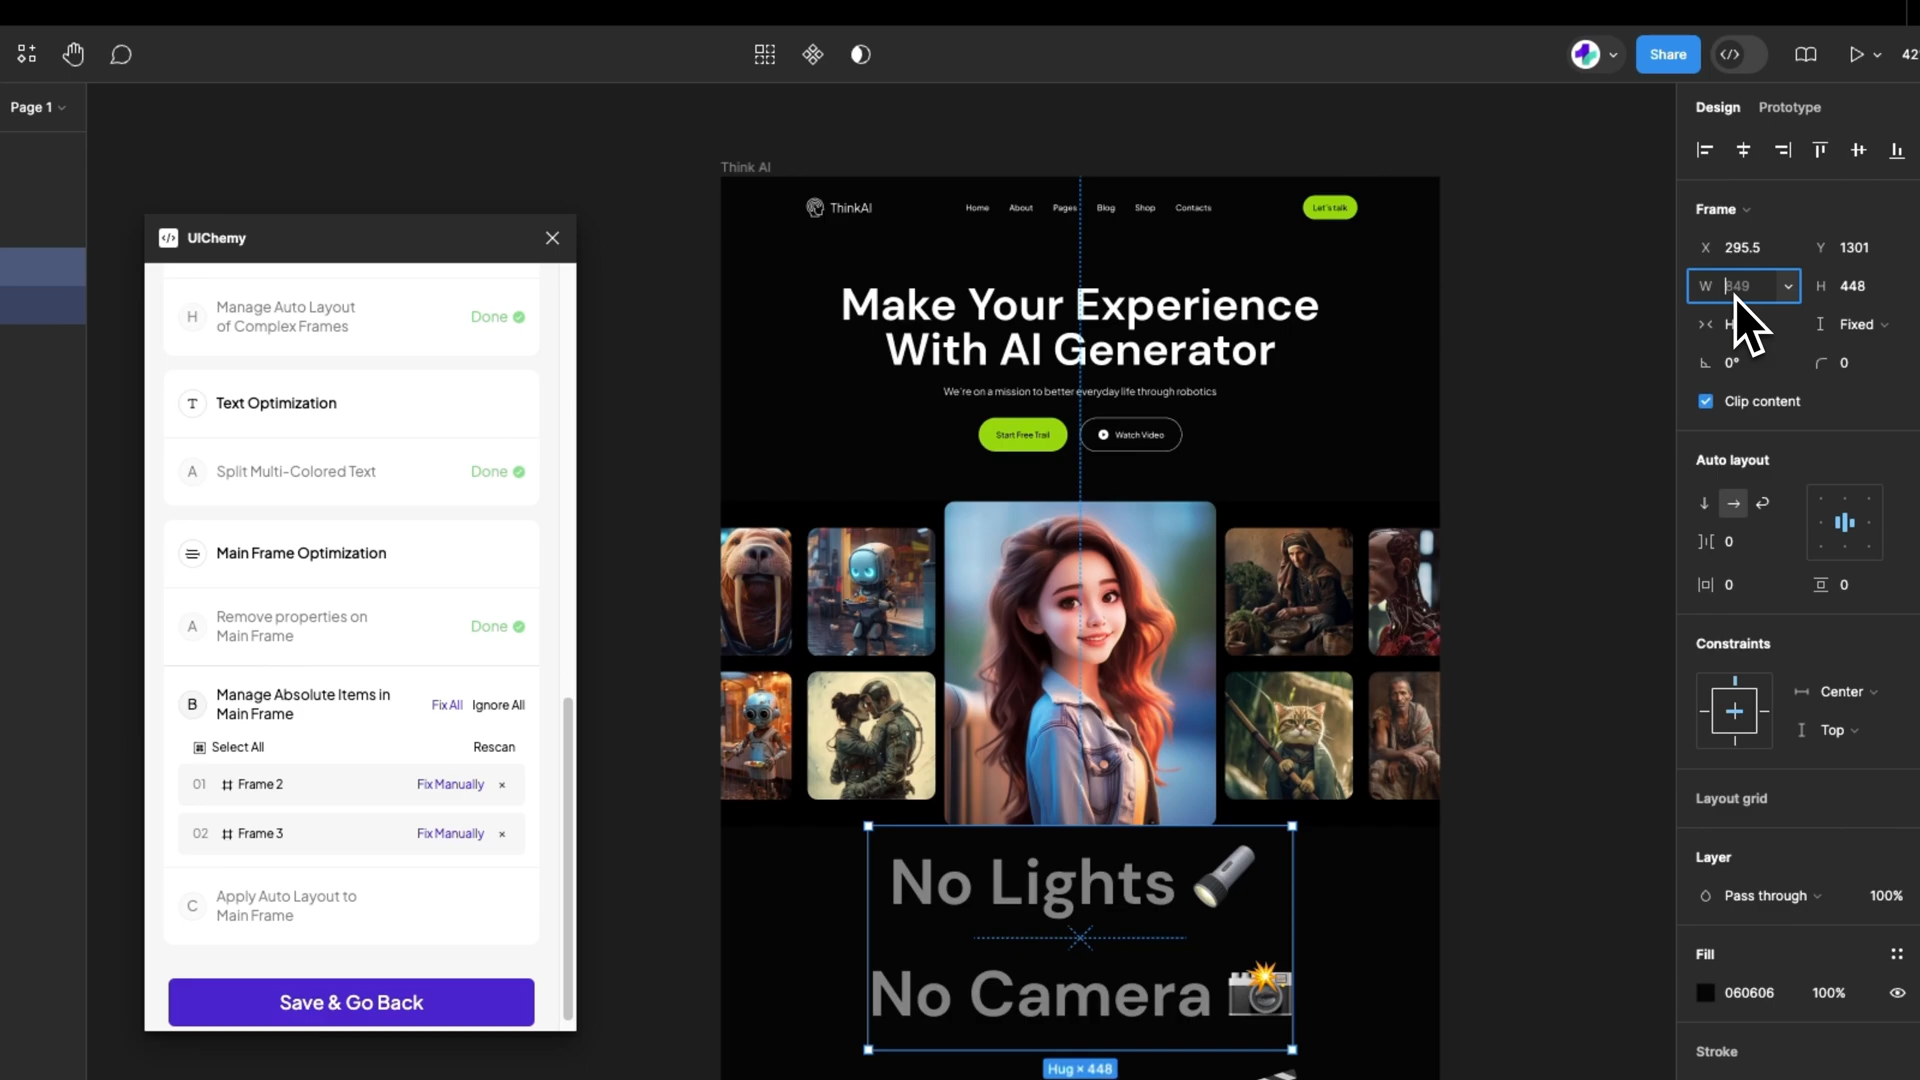 Share
42
Page 1
Design Prototype
Think AI
ThinkAI
Home About Pages Blog Shop Contacts
Let's talk
Make Your Experience
With AI Generator
We're on a mission to better everyday life through robotics
Start Free Trail
Watch Video
No Lights
No Camera
Hug × 448
UIChemy
H
Manage Auto Layout
of Complex Frames
Done
T
Text Optimization
A
Split Multi-Colored Text
Done
Main Frame Optimization
A
Remove properties on
Main Frame
Done
B
Manage Absolute Items in
Main Frame
Fix All Ignore All
Select All
Rescan
01 Frame 2 Fix Manually ×
02 Frame 3 Fix Manually ×
C
Apply Auto Layout to
Main Frame
Save & Go Back
Frame
X 295.5 Y 1301
W 849 H 448
Fixed
0° 0
Clip content
Auto layout
0
0 0
Constraints
Center
Top
Layout grid
Layer
Pass through 100%
Fill
060606 100%
Stroke